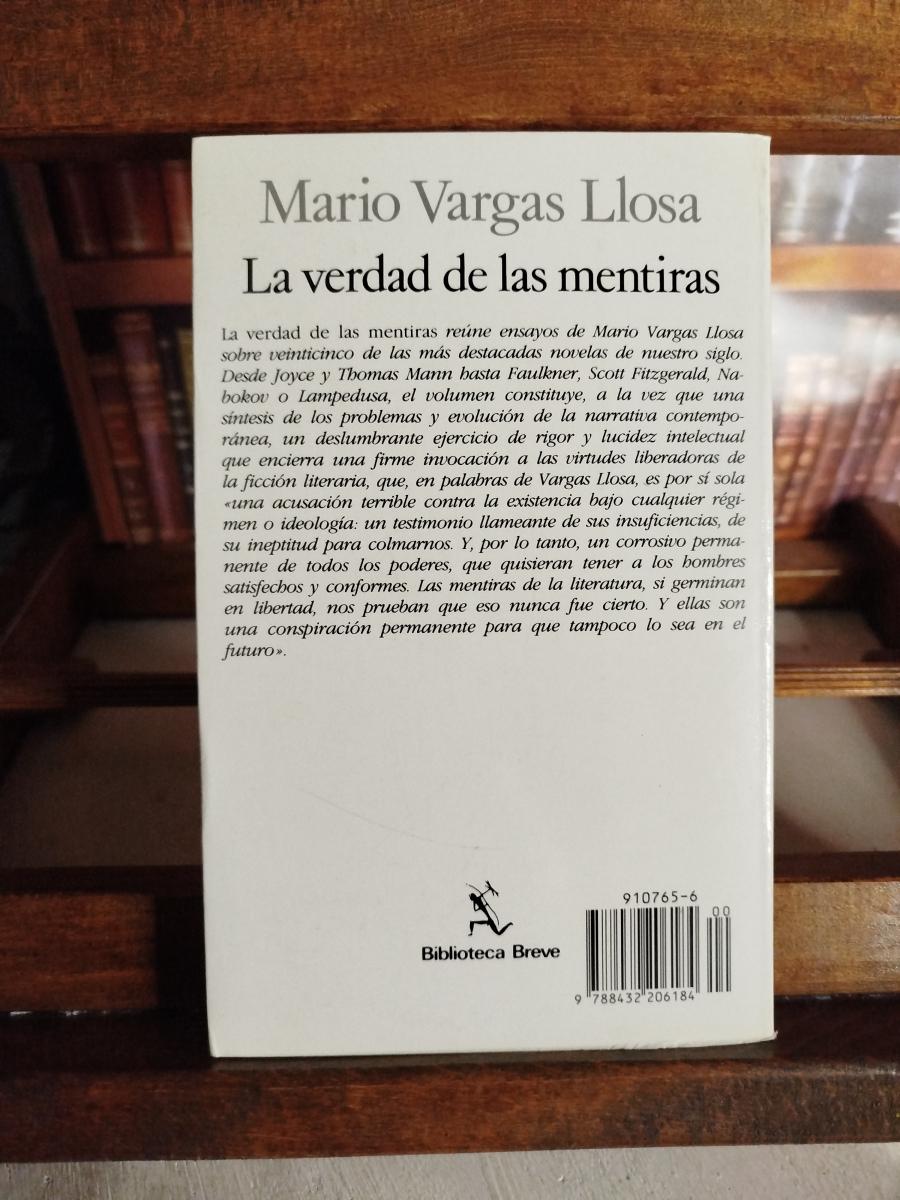 Mario Vargas Llosa
La verdad de las mentiras
La verdad de las mentiras reúne ensayos de Mario Vargas Llosa
sobre veinticinco de las más destacadas novelas de nuestro siglo.
Desde Joyce y Thomas Mann hasta Faulkner, Scott Fitzgerald, Na-
bokov o Lampedusa, el volumen constituye, a la vez que una
síntesis de los problemas y evolución de la narrativa contempo-
ránea, un deslumbrante ejercicio de rigor y lucidez intelectual
que encierra una firme invocación a las virtudes liberadoras de
la ficción literaria, que, en palabras de Vargas Llosa, es por sí sola
«una acusación terrible contra la existencia bajo cualquier régi-
men o ideología: un testimonio llameante de sus insuficiencias, de
su ineptitud para colmarnos. Y, por lo tanto, un corrosivo perma-
nente de todos los poderes, que quisieran tener a los hombres
satisfechos y conformes. Las mentiras de la literatura, si germinan
en libertad, nos prueban que eso nunca fue cierto. Y ellas son
una conspiración permanente para que tampoco lo sea en el
futuro».
Biblioteca Breve
910765-6
00
9 788432 206184